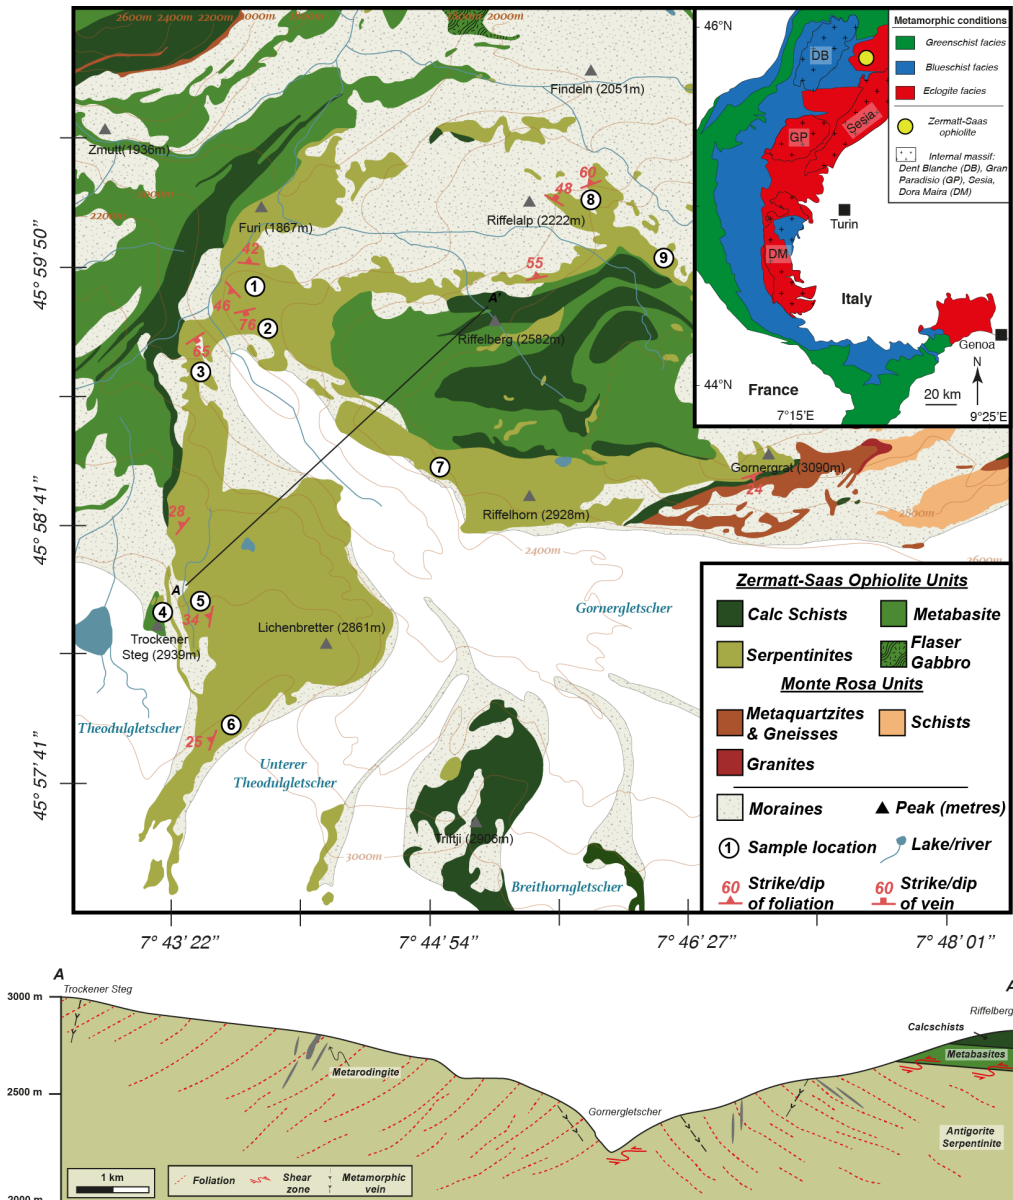 2600m 2400m 2200m 2000m
2000m
Findeln (2051m)
Zmutt(1936m)
2200m
60
48
8
Riffelalp (2222m)
Furi (1867m)
42
9
55
1
46
76
2
A'
Riffelberg (2582m)
65
3
45° 59' 50"
7
Gornergrat (3090m)
24
Riffelhorn (2928m)
2800m
28
45° 58' 41"
2400m
2600m
A
5
4
34
Gornergletscher
Lichenbretter (2861m)
Trockener
Steg (2939m)
6
25
Theodulgletscher
Unterer
Theodulgletscher
45° 57' 41"
Triftji (2906m)
3000m
Breithorngletscher
7° 43' 22"
7° 44' 54"
7° 46' 27"
7° 48' 01"
46°N
DB
GP
Sesia
Turin
DM
Italy
Genoa
44°N
France
N
20 km
7°15'E
9°25'E
Metamorphic conditions
Greenschist facies
Blueschist facies
Eclogite facies
Zermatt-Saas
ophiolite
Internal massif:
Dent Blanche (DB), Gran
Paradisio (GP), Sesia,
Dora Maira (DM)
Zermatt-Saas Ophiolite Units
Calc Schists
Metabasite
Serpentinites
Flaser
Gabbro
Monte Rosa Units
Metaquartzites
& Gneisses
Schists
Granites
Moraines
Peak (metres)
1
Sample location
Lake/river
60
Strike/dip
of foliation
60
Strike/dip
of vein
A
Trockener Steg
3000 m
A
Riffelberg
Calcschists
Metabasites
Metarodingite
2500 m
Gornergletscher
Antigorite
Serpentinite
1 km
Foliation
Shear
zone
Metamorphic
vein
2000 m